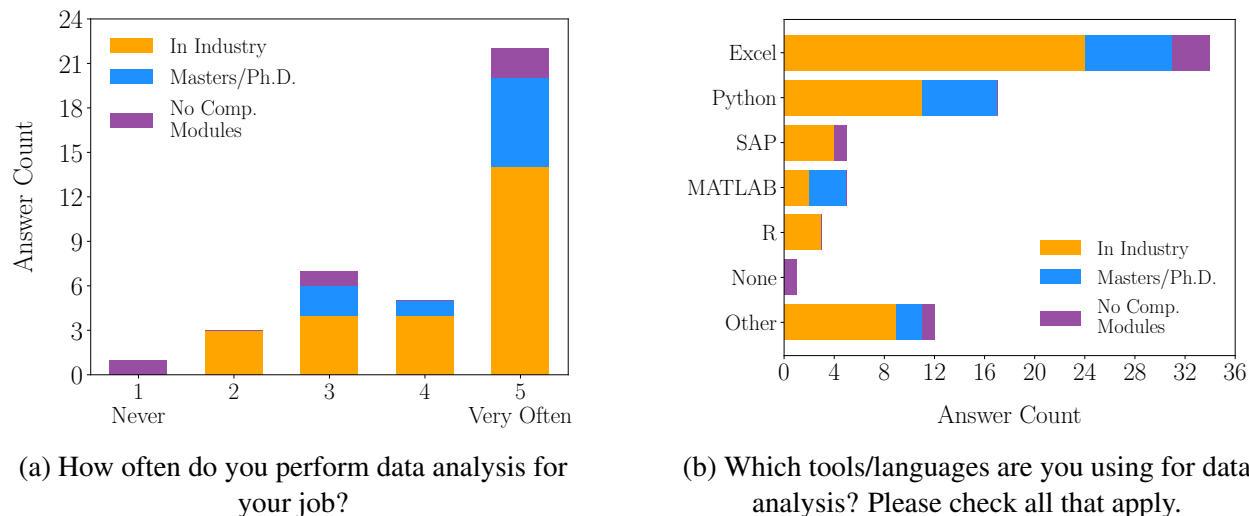 24
21
18
15
12
9
6
3
0
Answer Count
In Industry
Masters/Ph.D.
No Comp.
Modules
1
2
3
4
5
Never
Very Often
(a) How often do you perform data analysis for
your job?
Excel
Python
SAP
MATLAB
R
None
Other
In Industry
Masters/Ph.D.
No Comp.
Modules
0
4
8
12
16
20
24
28
32
36
Answer Count
(b) Which tools/languages are you using for data
analysis? Please check all that apply.